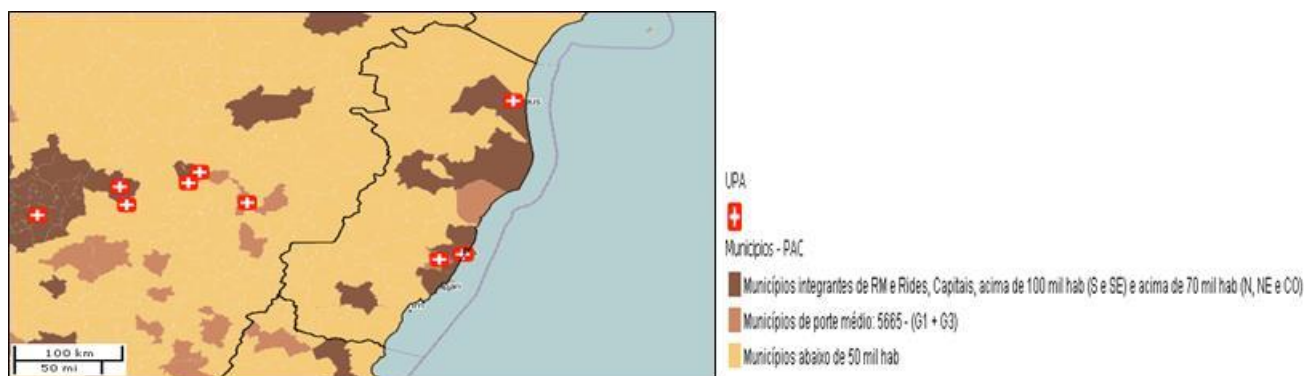 100 km
50 mi
UPA
Municípios - PAC
Municípios integrantes de RM e Rides, Capitais, acima de 100 mil hab (S e SE) e acima de 70 mil hab (N, NE e CO)
Municípios de porte médio: 5665 - (G1 + G3)
Municípios abaixo de 50 mil hab